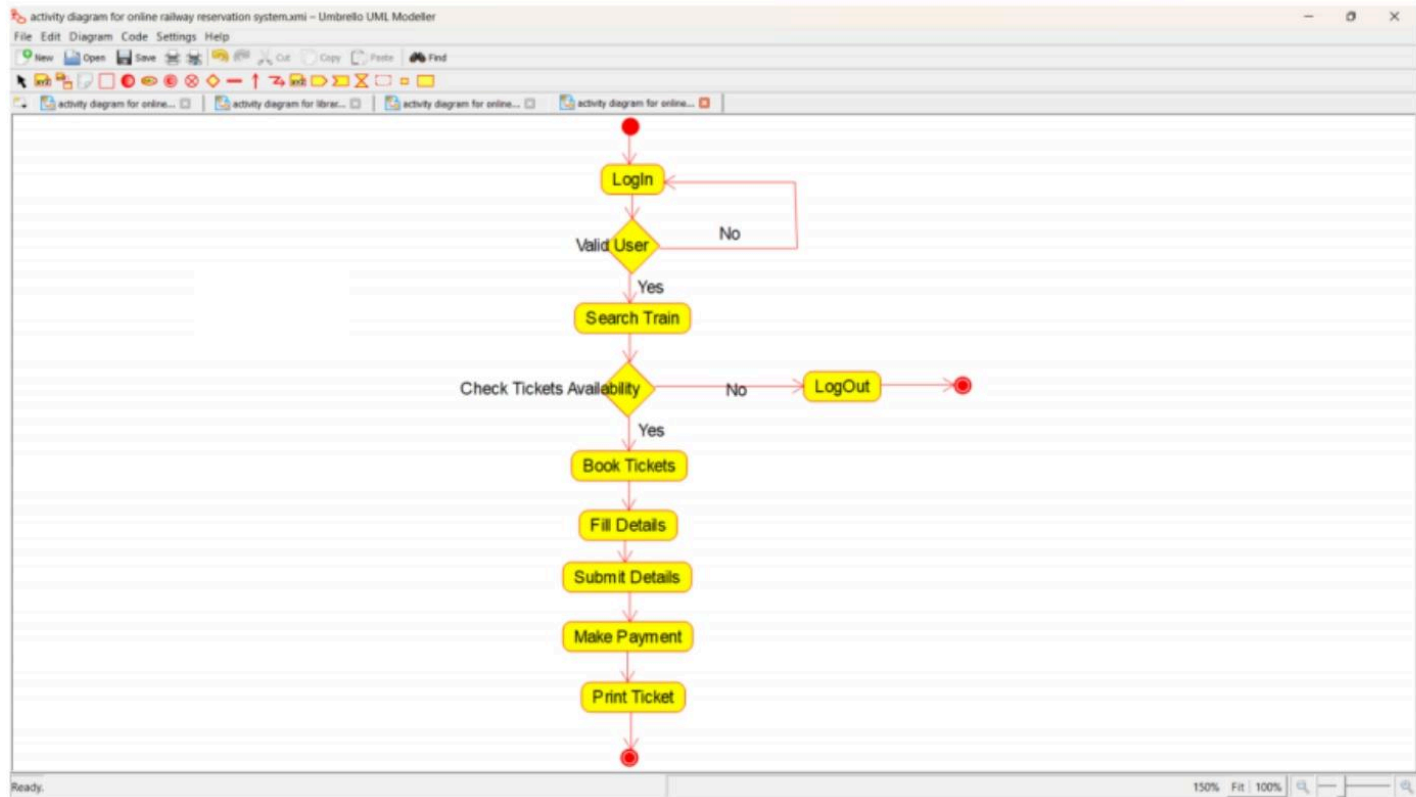 activity diagram for online railway reservation system.xmi – Umbrello UML Modeller
File Edit Diagram Code Settings Help
New Open Save Cut Copy Paste Find
activity diagram for online... activity diagram for librar... activity diagram for online... activity diagram for online...
LogIn
Valid User
No
Yes
Search Train
Check Tickets Availability
No
LogOut
Yes
Book Tickets
Fill Details
Submit Details
Make Payment
Print Ticket
Ready.
150% Fit 100%